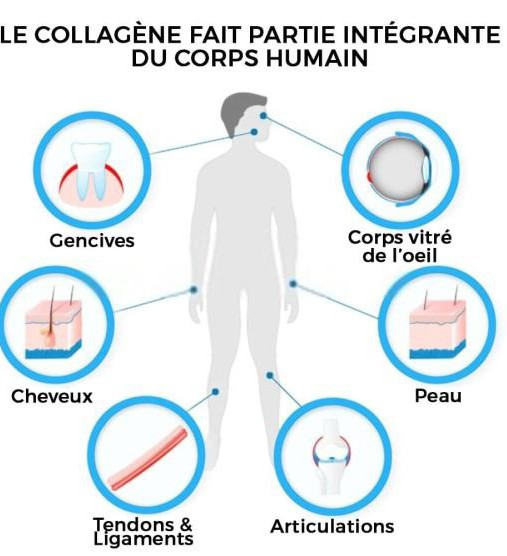 LE COLLAGÈNE FAIT PARTIE INTÉGRANTE
DU CORPS HUMAIN
Gencives
Corps vitré
de l'oeil
Cheveux
Peau
Tendons &
Ligaments
Articulations